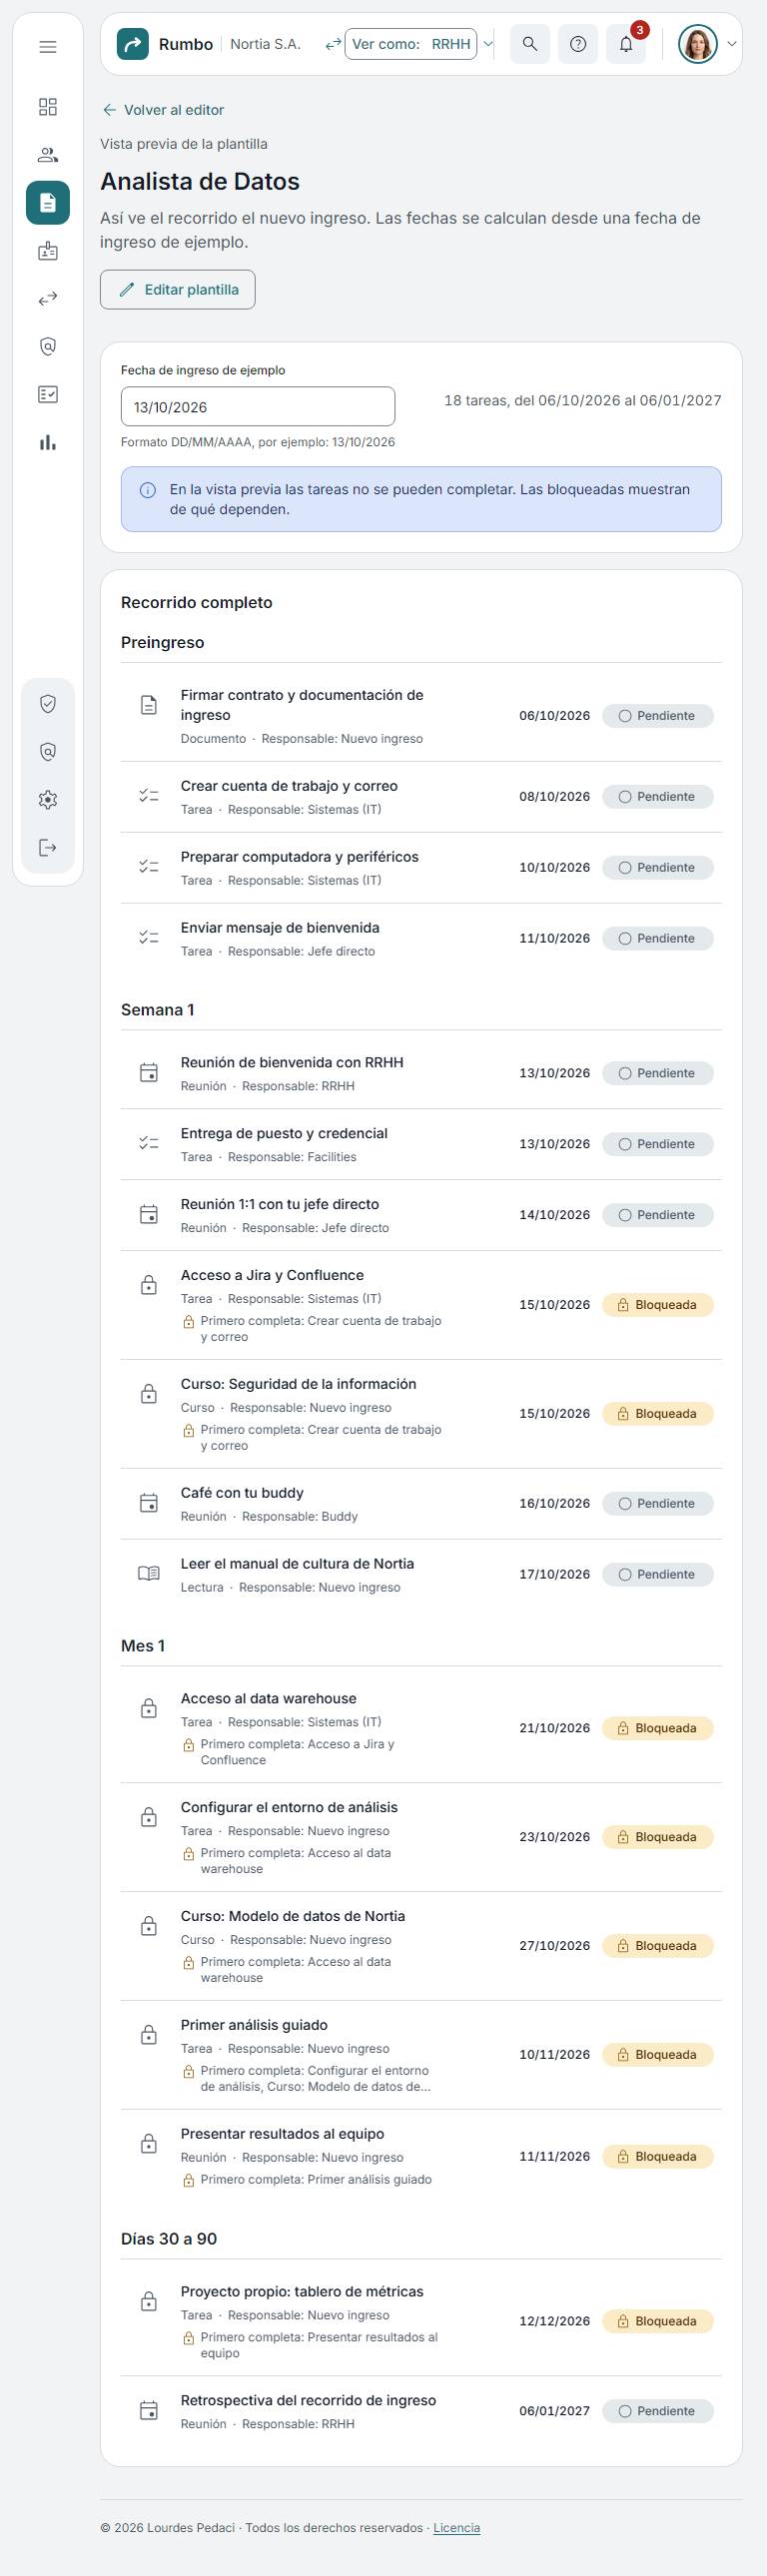 Rumbo
Nortia S.A.
Ver como: RRHH
3
Volver al editor
Vista previa de la plantilla
Analista de Datos
Así ve el recorrido el nuevo ingreso. Las fechas se calculan desde una fecha de
ingreso de ejemplo.
Editar plantilla
Fecha de ingreso de ejemplo
13/10/2026
18 tareas, del 06/10/2026 al 06/01/2027
Formato DD/MM/AAAA, por ejemplo: 13/10/2026
En la vista previa las tareas no se pueden completar. Las bloqueadas muestran
de qué dependen.
Recorrido completo
Preingreso
Firmar contrato y documentación de
ingreso
Documento · Responsable: Nuevo ingreso
06/10/2026
Pendiente
Crear cuenta de trabajo y correo
Tarea · Responsable: Sistemas (IT)
08/10/2026
Pendiente
Preparar computadora y periféricos
Tarea · Responsable: Sistemas (IT)
10/10/2026
Pendiente
Enviar mensaje de bienvenida
Tarea · Responsable: Jefe directo
11/10/2026
Pendiente
Semana 1
Reunión de bienvenida con RRHH
Reunión · Responsable: RRHH
13/10/2026
Pendiente
Entrega de puesto y credencial
Tarea · Responsable: Facilities
13/10/2026
Pendiente
Reunión 1:1 con tu jefe directo
Reunión · Responsable: Jefe directo
14/10/2026
Pendiente
Acceso a Jira y Confluence
Tarea · Responsable: Sistemas (IT)
Primero completa: Crear cuenta de trabajo
y correo
15/10/2026
Bloqueada
Curso: Seguridad de la información
Curso · Responsable: Nuevo ingreso
Primero completa: Crear cuenta de trabajo
y correo
15/10/2026
Bloqueada
Café con tu buddy
Reunión · Responsable: Buddy
16/10/2026
Pendiente
Leer el manual de cultura de Nortia
Lectura · Responsable: Nuevo ingreso
17/10/2026
Pendiente
Mes 1
Acceso al data warehouse
Tarea · Responsable: Sistemas (IT)
Primero completa: Acceso a Jira y
Confluence
21/10/2026
Bloqueada
Configurar el entorno de análisis
Tarea · Responsable: Nuevo ingreso
Primero completa: Acceso al data
warehouse
23/10/2026
Bloqueada
Curso: Modelo de datos de Nortia
Curso · Responsable: Nuevo ingreso
Primero completa: Acceso al data
warehouse
27/10/2026
Bloqueada
Primer análisis guiado
Tarea · Responsable: Nuevo ingreso
Primero completa: Configurar el entorno
de análisis, Curso: Modelo de datos de...
10/11/2026
Bloqueada
Presentar resultados al equipo
Reunión · Responsable: Nuevo ingreso
Primero completa: Primer análisis guiado
11/11/2026
Bloqueada
Días 30 a 90
Proyecto propio: tablero de métricas
Tarea · Responsable: Nuevo ingreso
Primero completa: Presentar resultados al
equipo
12/12/2026
Bloqueada
Retrospectiva del recorrido de ingreso
Reunión · Responsable: RRHH
06/01/2027
Pendiente
© 2026 Lourdes Pedaci · Todos los derechos reservados · Licencia